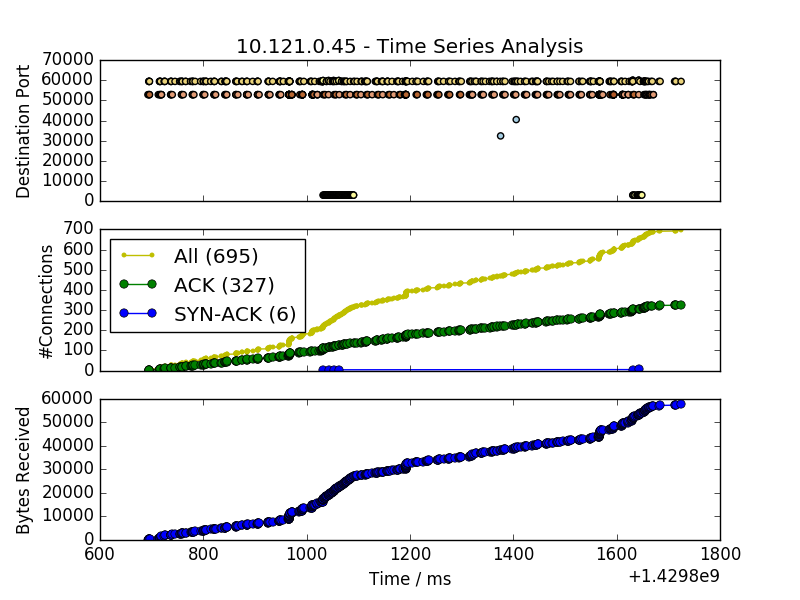 10.121.0.45 - Time Series Analysis
70000
60000
50000
40000
30000
20000
10000
0
Destination Port
700
600
500
400
300
200
100
0
#Connections
All (695)
ACK (327)
SYN-ACK (6)
60000
50000
40000
30000
20000
10000
0
Bytes Received
600 800 1000 1200 1400 1600 1800
Time / ms
+1.4298e9